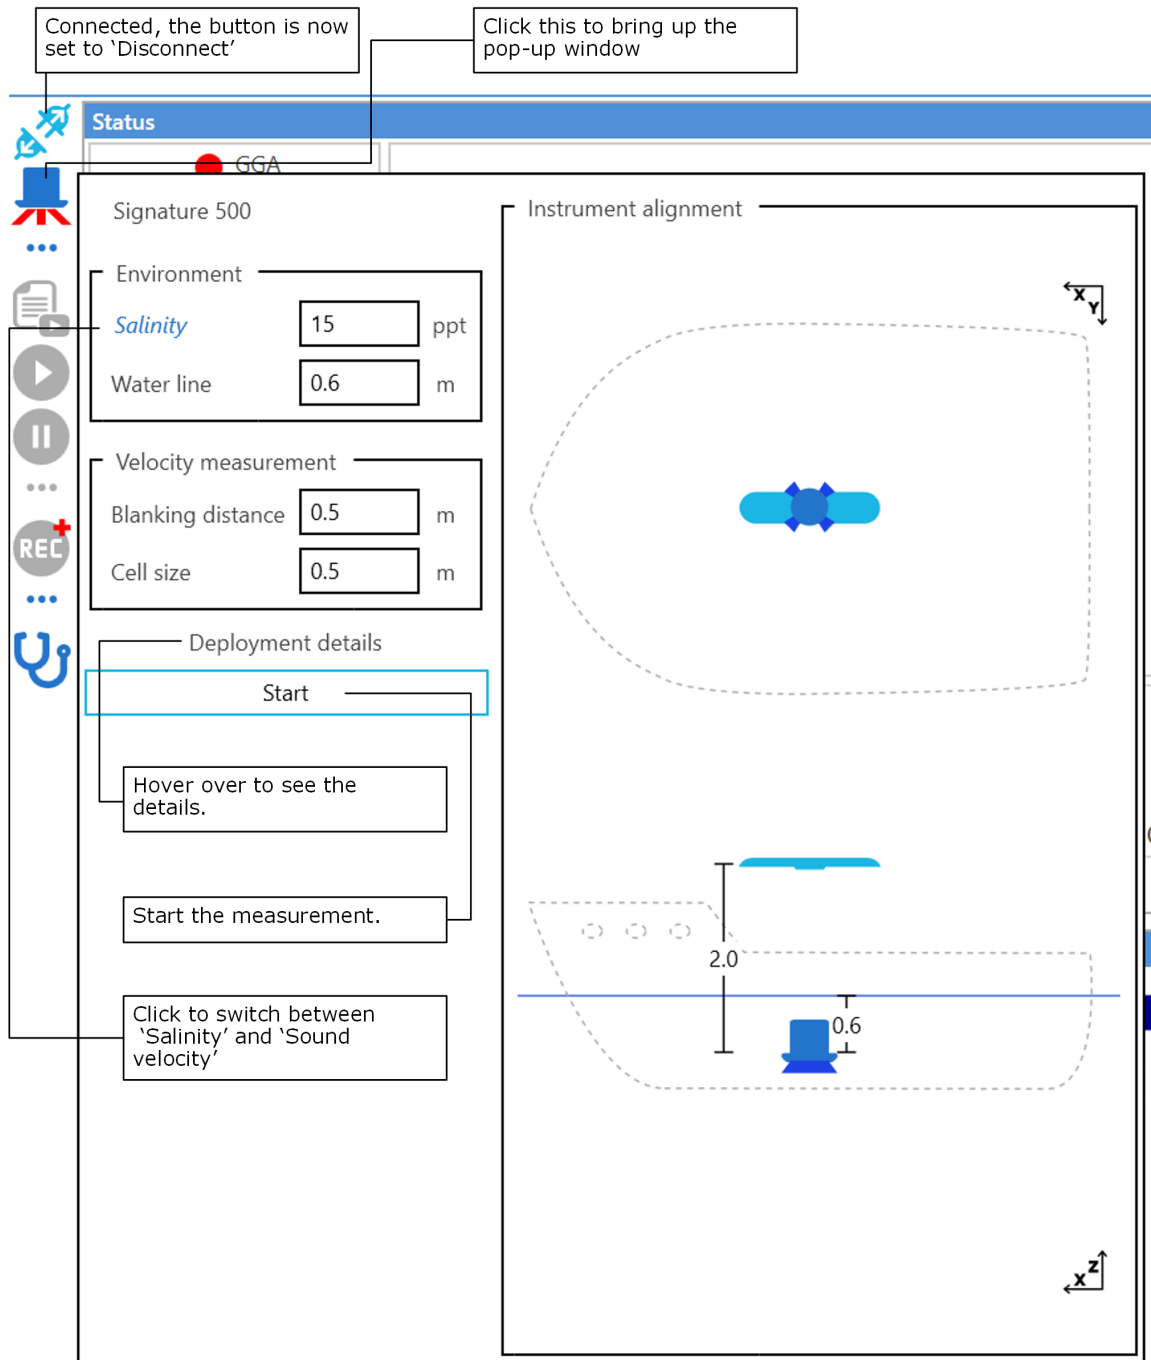 Connected, the button is now
set to ‘Disconnect’
Click this to bring up the
pop-up window
Status
GGA
Signature 500
Instrument alignment
X
Y
Environment
Salinity 15 ppt
Water line 0.6 m
Velocity measurement
Blanking distance 0.5 m
Cell size 0.5 m
REC
Deployment details
Start
Hover over to see the
details.
Start the measurement.
2.0
0.6
Click to switch between
‘Salinity’ and ‘Sound
velocity’
Z
X